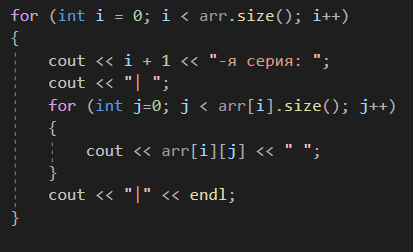 for (int i = 0; i < arr.size(); i++)
{
    cout << i + 1 << "-я серия: ";
    cout << "| ";
    for (int j=0; j < arr[i].size(); j++)
    {
        cout << arr[i][j] << " ";
    }
    cout << "|" << endl;
}